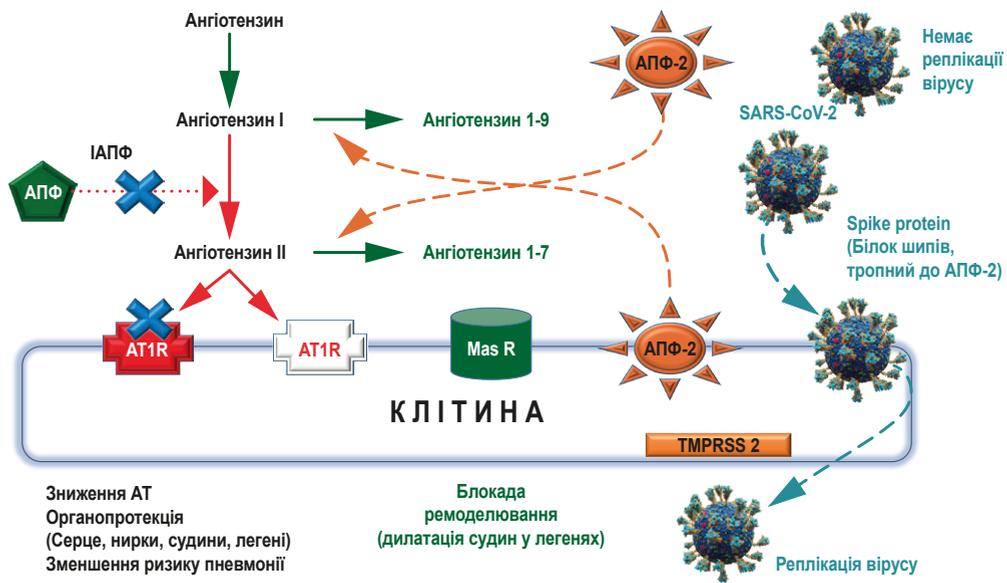 Ангіотензин
АПФ-2
Немає
реплікації
вірусу
Ангіотензин I
Ангіотензин 1-9
SARS-CoV-2
ІАПФ
АПФ
Spike protein
(Білок шипів,
тропний до АПФ-2)
Ангіотензин II
Ангіотензин 1-7
AT1R
AT1R
Mas R
АПФ-2
КЛІТИНА
TMPRSS 2
Зниження АТ
Органопротекція
(Серце, нирки, судини, легені)
Зменшення ризику пневмонії
Блокада
ремоделювання
(дилатація судин у легенях)
Реплікація вірусу